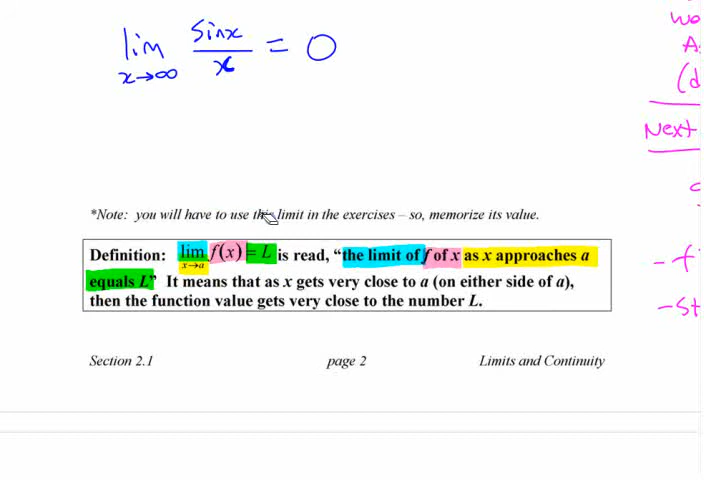 lim sinx/x = 0
x→∞
wo
A
(d
Next
*Note: you will have to use this limit in the exercises – so, memorize its value.
Definition: lim f(x) = L is read, “the limit of f of x as x approaches a
x→a
equals L” It means that as x gets very close to a (on either side of a),
then the function value gets very close to the number L.
- f
- St
Section 2.1 page 2 Limits and Continuity